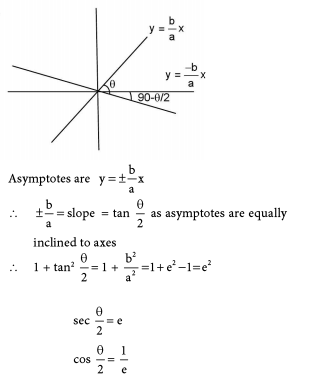 y = b/a x
y = -b/a x
θ
90-θ/2
Asymptotes are y = ± b/a x
∴ ± b/a = slope = tan θ/2 as asymptotes are equally
inclined to axes
∴ 1 + tan² θ/2 = 1 + b²/a² =1+e²−1=e²
sec θ/2 = e
cos θ/2 = 1/e